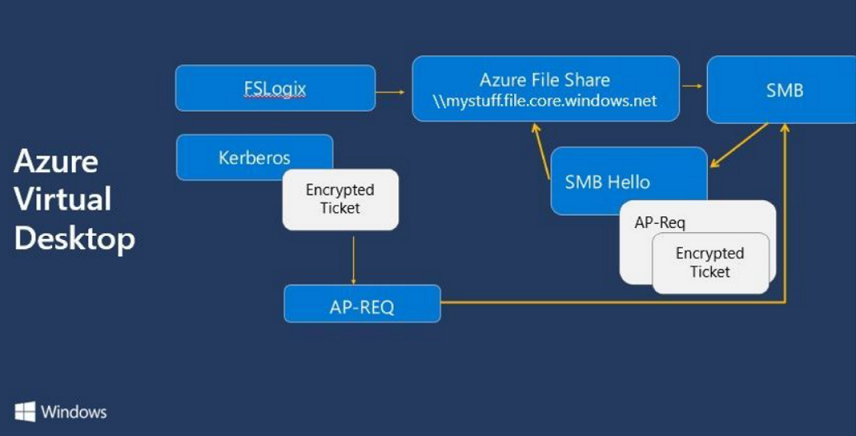 Azure
Virtual
Desktop
FSLogix
Azure File Share
\\mystuff.file.core.windows.net
SMB
Kerberos
Encrypted
Ticket
SMB Hello
AP-Req
Encrypted
Ticket
AP-REQ
Windows